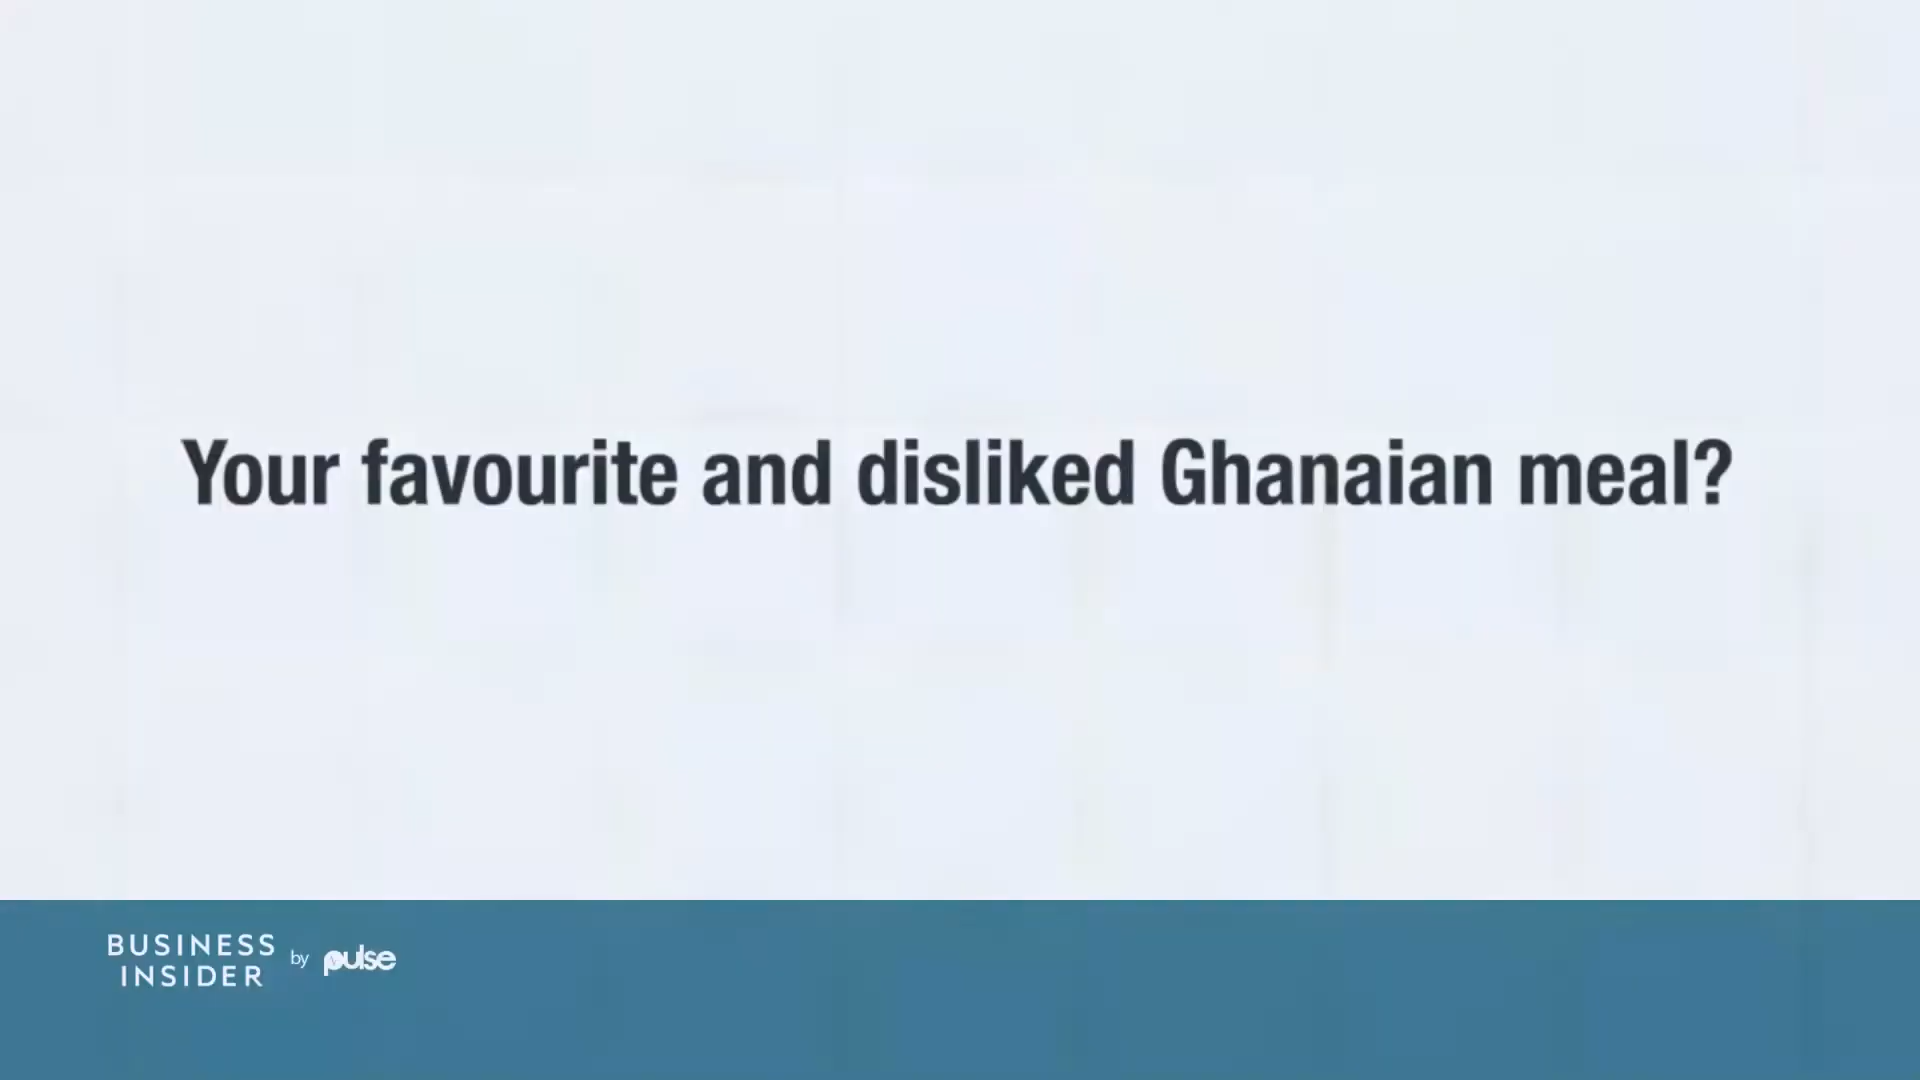 Your favourite and disliked Ghanaian meal?
BUSINESS
INSIDER
by pulse